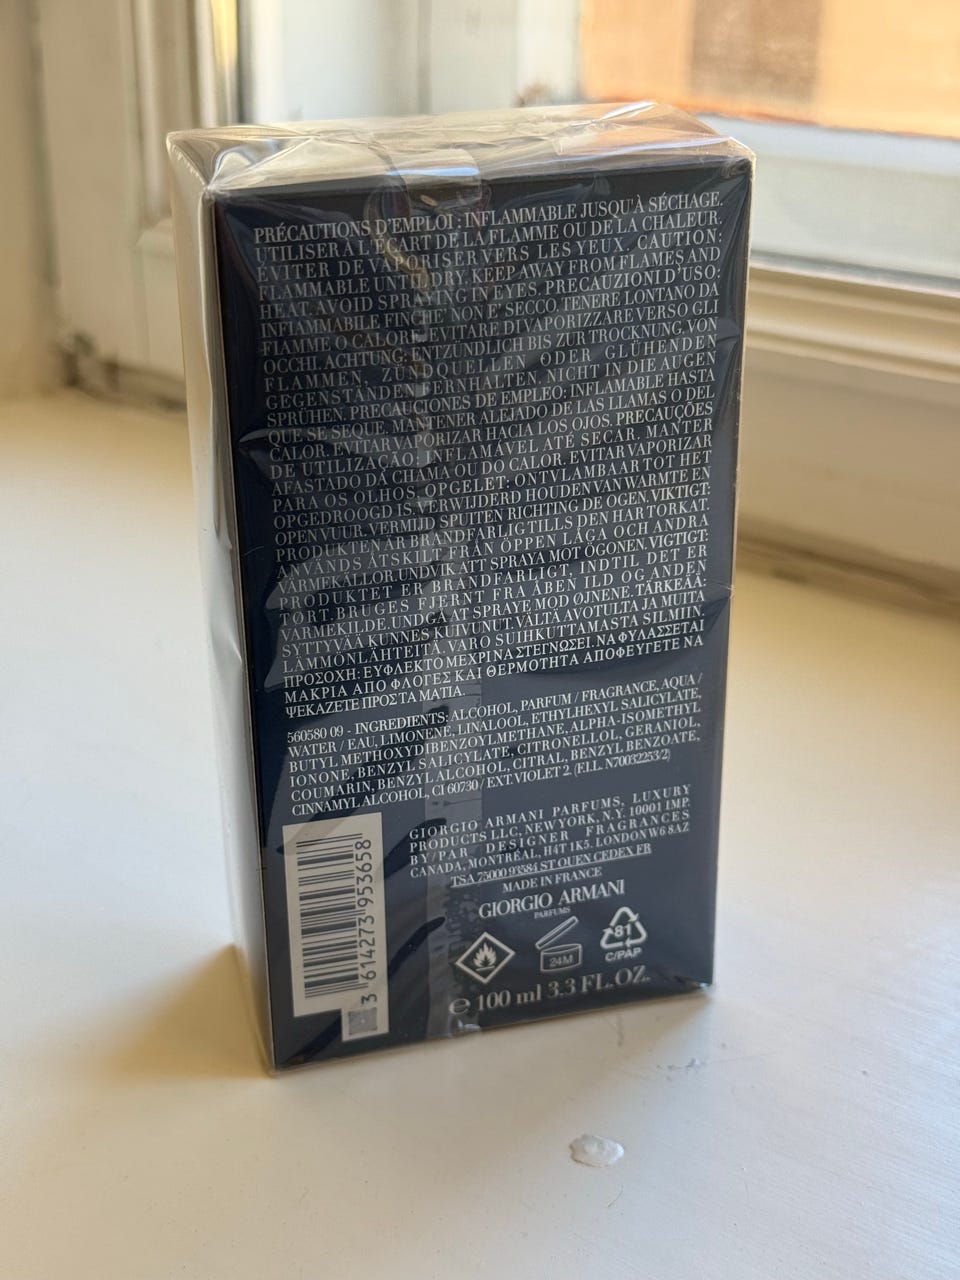 PRÉCAUTIONS D'EMPLOI : INFLAMMABLE JUSQU'À SÉCHAGE.
UTILISER A L'ÉCART DE LA FLAMME OU DE LA CHALEUR.
ÉVITER DE VAPORISER VERS LES YEUX. CAUTION:
FLAMMABLE UNTIL DRY. KEEP AWAY FROM FLAMES AND
HEAT. AVOID SPRAYING IN EYES. PRECAUZIONI D'USO:
INFIAMMABILE FINCHE' NON E' SECCO. TENERE LONTANO DA
FIAMME O CALORE. EVITARE DI VAPORIZZARE VERSO GLI
OCCHI. ACHTUNG: ENTZÜNDLICH BIS ZUR TROCKNUNG. VON
FLAMMEN, ZÜNDQUELLEN ODER GLÜHENDEN
GEGENSTÄNDEN FERNHALTEN. NICHT IN DIE AUGEN
SPRÜHEN. PRECAUCIONES DE EMPLEO: INFLAMABLE HASTA
QUE SE SEQUE. MANTENER ALEJADO DE LAS LLAMAS O DEL
CALOR. EVITAR VAPORIZAR HACIA LOS OJOS. PRECAUÇÕES
DE UTILIZAÇÃO: INFLAMÁVEL ATÉ SECAR. MANTER
AFASTADO DA CHAMA OU DO CALOR. EVITAR VAPORIZAR
PARA OS OLHOS. OPGELET: ONTVLAMBAAR TOT HET
OPGEDROOGD IS. VERWIJDERD HOUDEN VAN WARMTE EN
OPEN VUUR. VERMIJD SPUITEN RICHTING DE OGEN. VIKTIGT:
PRODUKTEN ÄR BRANDFARLIG TILLS DEN HAR TORKAT.
ANVÄNDS ÅTSKILT FRÅN ÖPPEN LÅGA OCH ANDRA
VÄRMEKÄLLOR. UNDVIK ATT SPRAYA MOT ÖGONEN. VIGTIGT:
PRODUKTET ER BRANDFARLIGT, INDTIL DET ER
TØRT. BRUGES FJERNT FRA ÅBEN ILD OG ANDEN
VARMEKILDE. UNDGÅ AT SPRAYE MOD ØJNENE. TÄRKEÄÄ:
SYTTYVÄÄ KUNNES KUIVUNUT. VÄLTÄ AVOTULTA JA MUITA
LÄMMÖNLÄHTEITÄ. VARO SUIHKUTTAMASTA SILMIIN.
ΠΡΟΣΟΧΗ: ΕΥΦΛΕΚΤΟ ΜΕΧΡΙ ΝΑ ΣΤΕΓΝΩΣΕΙ. ΝΑ ΦΥΛΑΣΣΕΤΑΙ
ΜΑΚΡΙΑ ΑΠΟ ΦΛΟΓΕΣ ΚΑΙ ΘΕΡΜΟΤΗΤΑ ΑΠΟΦΕΥΓΕΤΕ ΝΑ
ΨΕΚΑΖΕΤΕ ΠΡΟΣ ΤΑ ΜΑΤΙΑ.
560580 09 - INGREDIENTS: ALCOHOL, PARFUM / FRAGRANCE, AQUA /
WATER / EAU, LIMONENE, LINALOOL, ETHYLHEXYL SALICYLATE,
BUTYL METHOXYDIBENZOYLMETHANE, ALPHA-ISOMETHYL
IONONE, BENZYL SALICYLATE, CITRONELLOL, GERANIOL,
COUMARIN, BENZYL ALCOHOL, CITRAL, BENZYL BENZOATE,
CINNAMYL ALCOHOL, CI 60730 / EXT. VIOLET 2. (F.I.L. N70032253/2)
GIORGIO ARMANI PARFUMS, LUXURY
PRODUCTS LLC, NEW YORK, N.Y. 10001 IMP.
BY/PAR DESIGNER FRAGRANCES
CANADA, MONTRÉAL, H4T 1K5. LONDON W6 8AZ
TSA 75000 93584 ST OUEN CEDEX FR
MADE IN FRANCE
GIORGIO ARMANI
PARFUMS
24M
81
C/PAP
e 100 ml 3.3 FL.OZ.
3 614273 953658